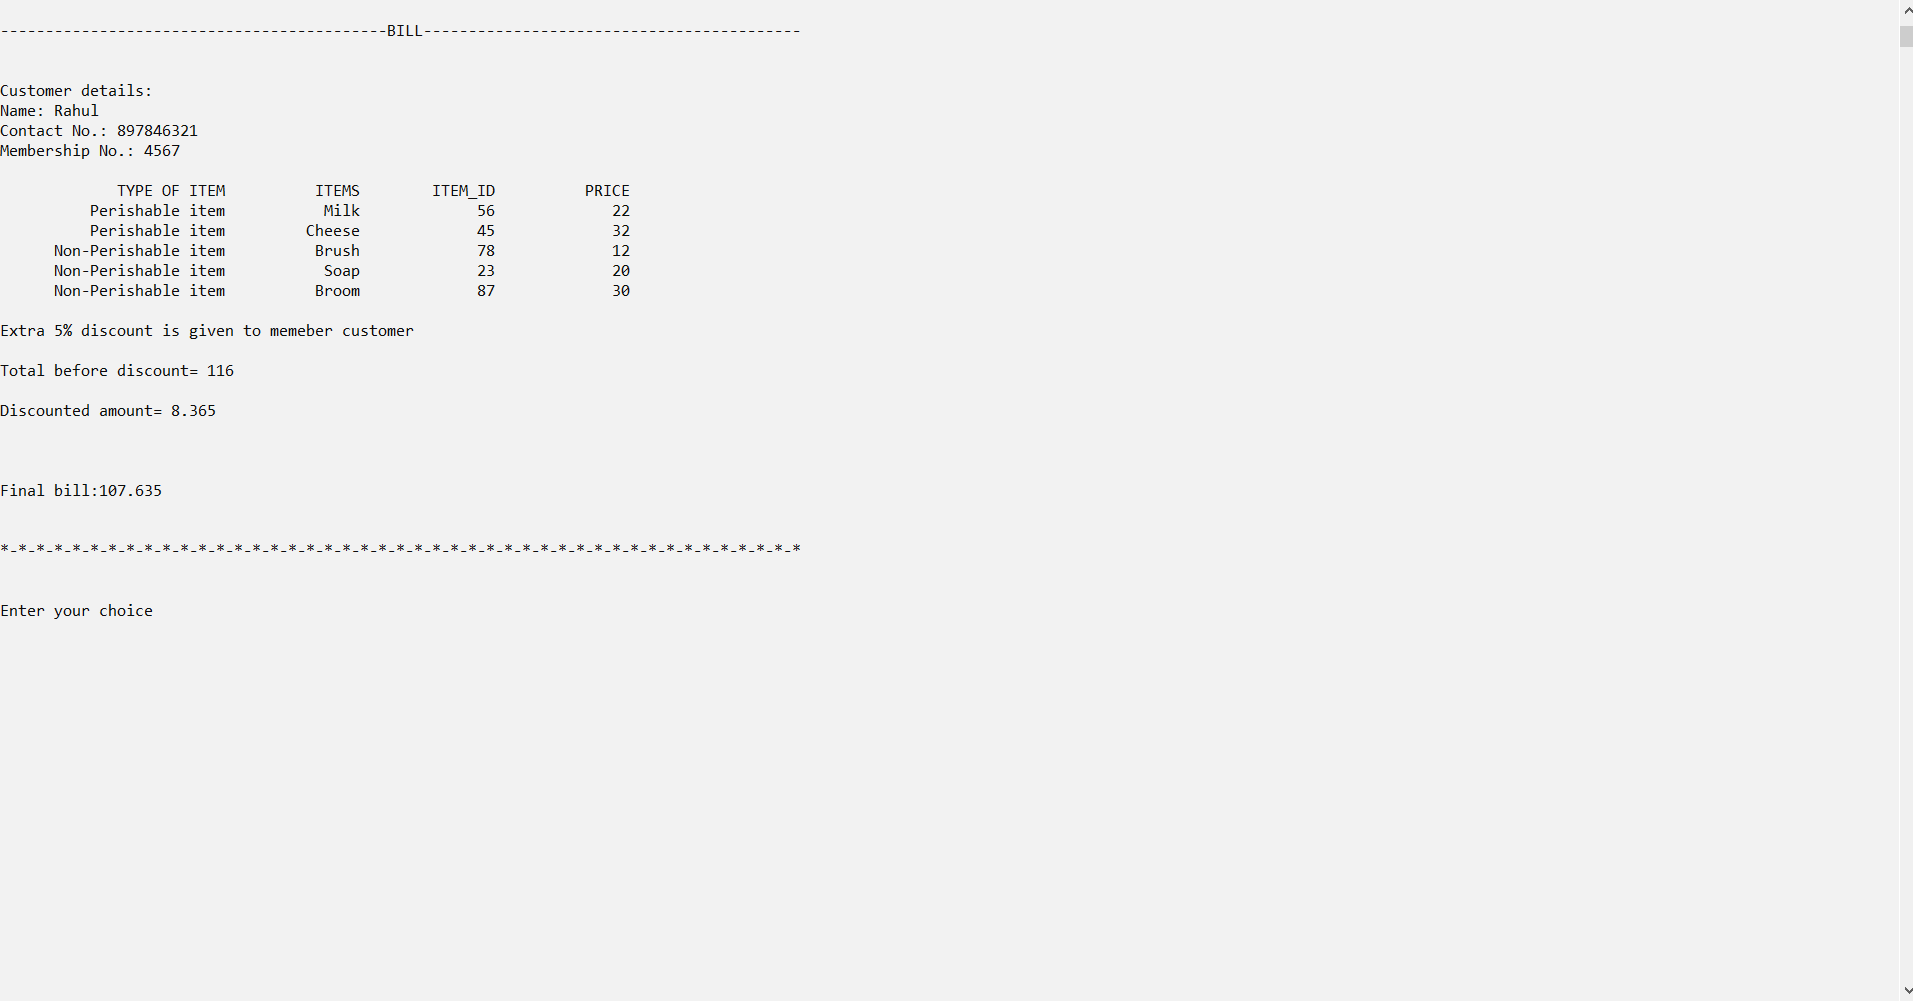 -------------------------------------------BILL------------------------------------------
Customer details:
Name: Rahul
Contact No.: 897846321
Membership No.: 4567
TYPE OF ITEM ITEMS ITEM_ID PRICE
Perishable item Milk 56 22
Perishable item Cheese 45 32
Non-Perishable item Brush 78 12
Non-Perishable item Soap 23 20
Non-Perishable item Broom 87 30
Extra 5% discount is given to memeber customer
Total before discount= 116
Discounted amount= 8.365
Final bill:107.635
*-*-*-*-*-*-*-*-*-*-*-*-*-*-*-*-*-*-*-*-*-*-*-*-*-*-*-*-*-*-*-*-*-*-*-*-*-*-*-*-*-*-*-*-*
Enter your choice